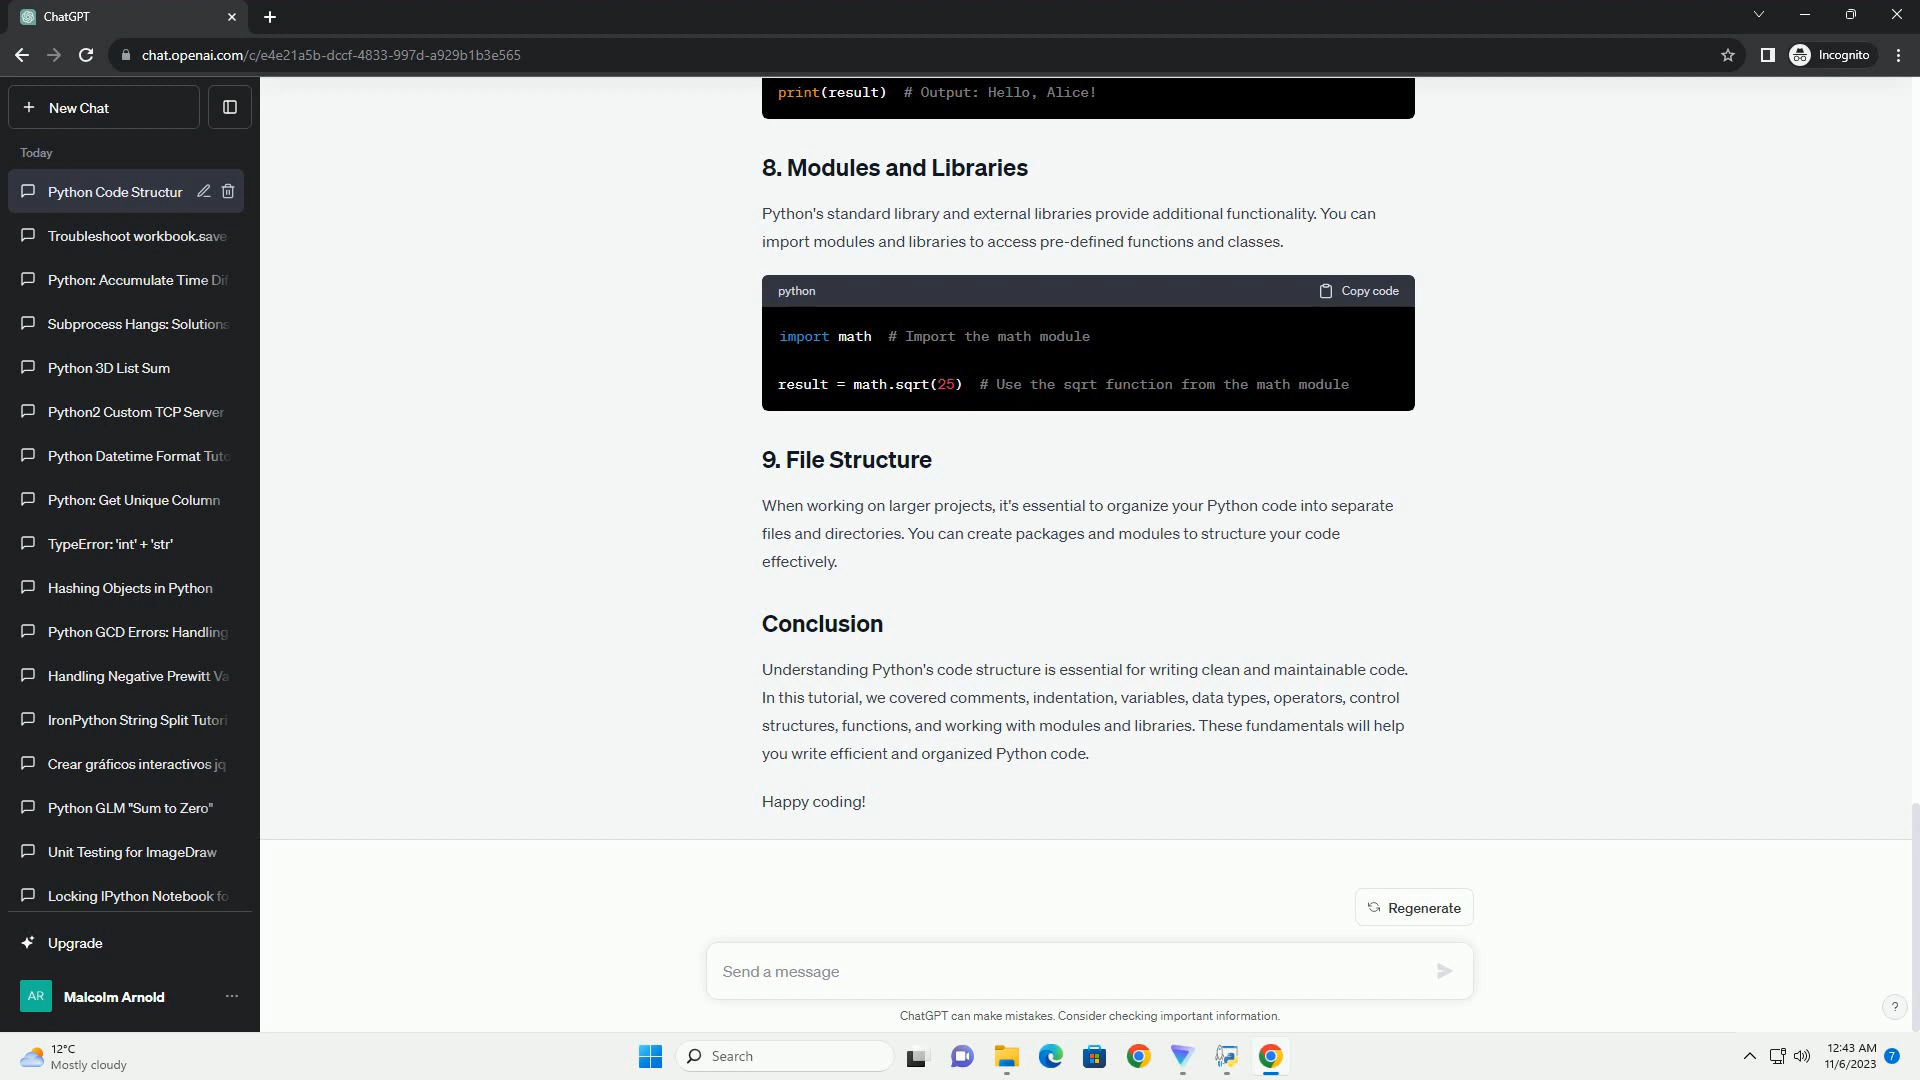 ChatGPT
chat.openai.com/c/e4e21a5b-dccf-4833-997d-a929b1b3e565
Incognito
New Chat
Today
Python Code Structur
Troubleshoot workbook.save
Python: Accumulate Time Dif
Subprocess Hangs: Solutions
Python 3D List Sum
Python2 Custom TCP Server
Python Datetime Format Tuto
Python: Get Unique Column
TypeError: 'int' + 'str'
Hashing Objects in Python
Python GCD Errors: Handling
Handling Negative Prewitt Va
IronPython String Split Tutori
Crear gráficos interactivos jq
Python GLM "Sum to Zero"
Unit Testing for ImageDraw
Locking IPython Notebook fo
Upgrade
AR
Malcolm Arnold
print(result)  # Output: Hello, Alice!
8. Modules and Libraries
Python's standard library and external libraries provide additional functionality. You can
import modules and libraries to access pre-defined functions and classes.
python
Copy code
import math  # Import the math module
result = math.sqrt(25)  # Use the sqrt function from the math module
9. File Structure
When working on larger projects, it's essential to organize your Python code into separate
files and directories. You can create packages and modules to structure your code
effectively.
Conclusion
Understanding Python's code structure is essential for writing clean and maintainable code.
In this tutorial, we covered comments, indentation, variables, data types, operators, control
structures, functions, and working with modules and libraries. These fundamentals will help
you write efficient and organized Python code.
Happy coding!
Regenerate
Send a message
ChatGPT can make mistakes. Consider checking important information.
?
12°C
Mostly cloudy
Search
12:43 AM
11/6/2023
7